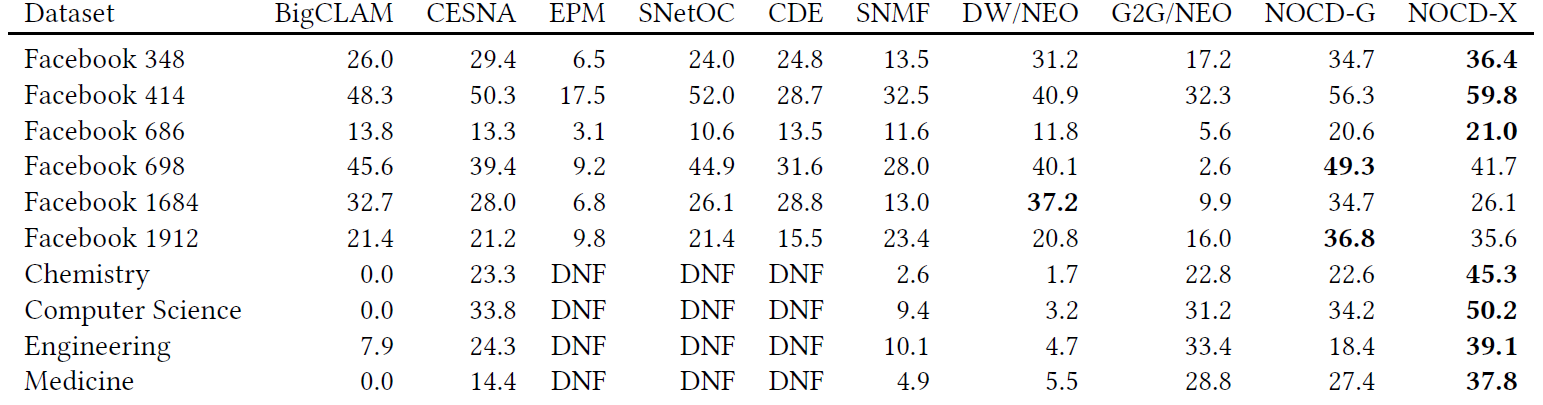 Dataset BigCLAM CESNA EPM SNetOC CDE SNMF DW/NEO G2G/NEO NOCD-G NOCD-X
Facebook 348 26.0 29.4 6.5 24.0 24.8 13.5 31.2 17.2 34.7 36.4
Facebook 414 48.3 50.3 17.5 52.0 28.7 32.5 40.9 32.3 56.3 59.8
Facebook 686 13.8 13.3 3.1 10.6 13.5 11.6 11.8 5.6 20.6 21.0
Facebook 698 45.6 39.4 9.2 44.9 31.6 28.0 40.1 2.6 49.3 41.7
Facebook 1684 32.7 28.0 6.8 26.1 28.8 13.0 37.2 9.9 34.7 26.1
Facebook 1912 21.4 21.2 9.8 21.4 15.5 23.4 20.8 16.0 36.8 35.6
Chemistry 0.0 23.3 DNF DNF DNF 2.6 1.7 22.8 22.6 45.3
Computer Science 0.0 33.8 DNF DNF DNF 9.4 3.2 31.2 34.2 50.2
Engineering 7.9 24.3 DNF DNF DNF 10.1 4.7 33.4 18.4 39.1
Medicine 0.0 14.4 DNF DNF DNF 4.9 5.5 28.8 27.4 37.8